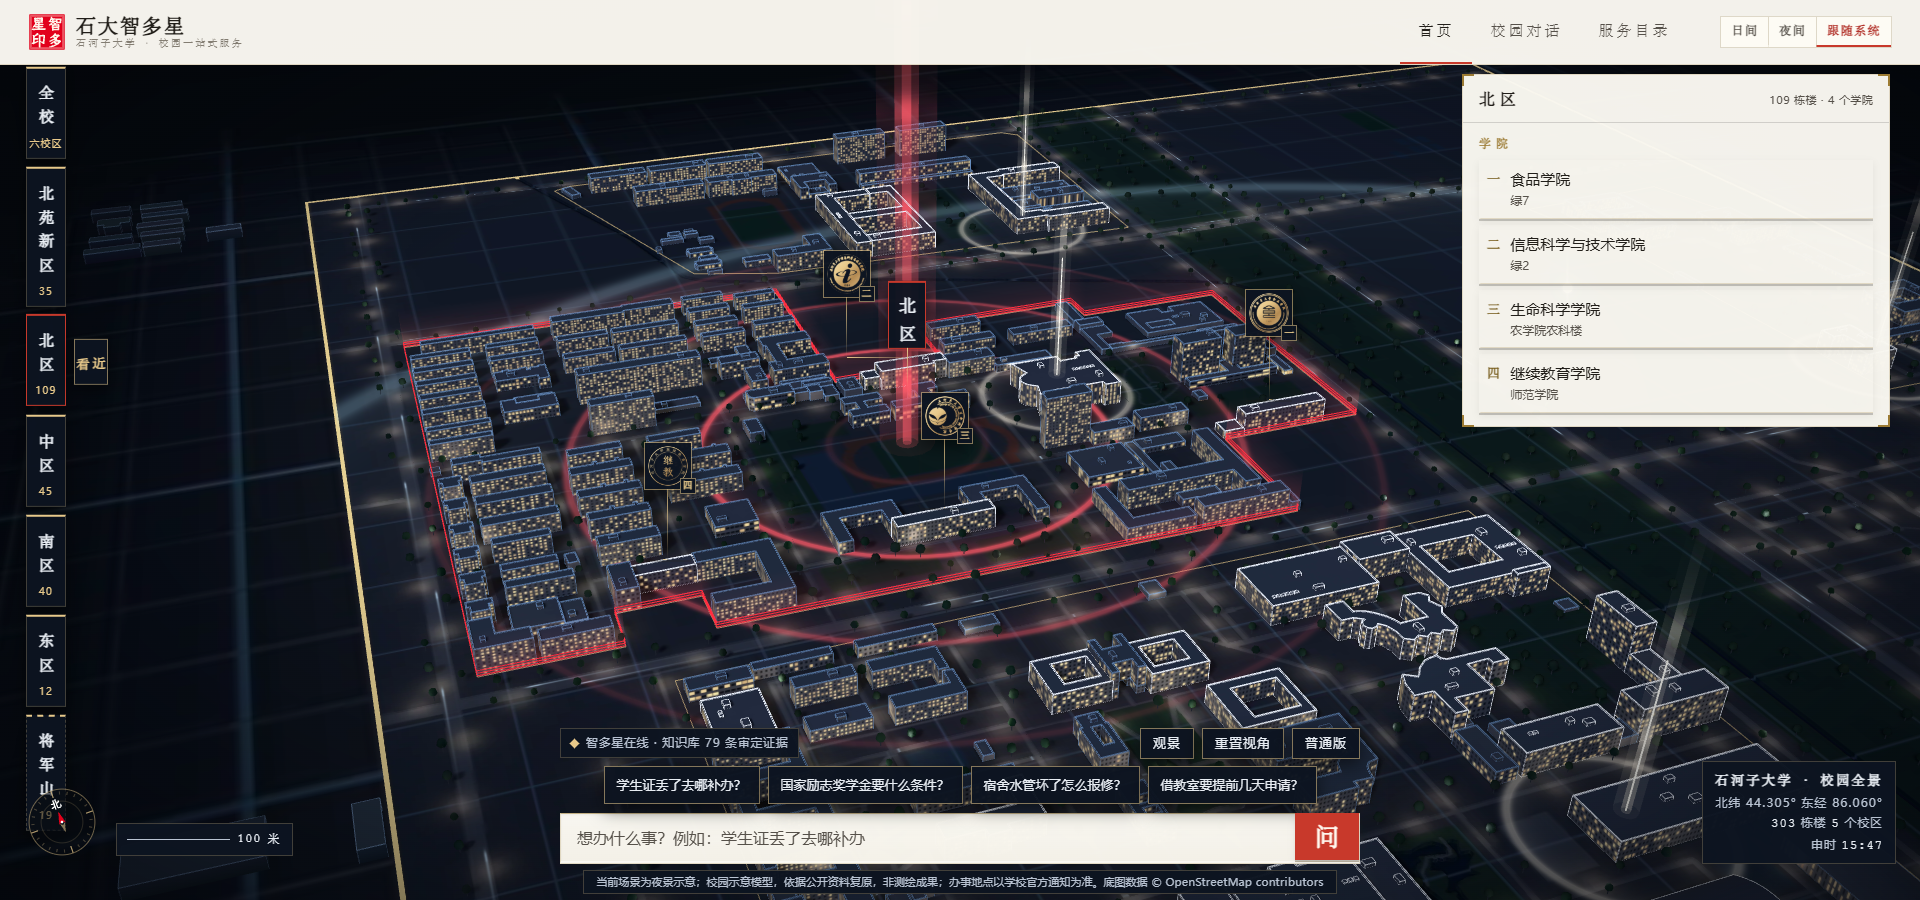 智多星印
石大智多星
石河子大学 · 校园一站式服务
首页
校园对话
服务目录
日间
夜间
跟随系统
全校
六校区
北苑新区
35
北区
109
看近
中区
45
南区
40
东区
12
将军山
19
北
100 米
北区
一
二
三
四
继教
北区
109 栋楼 · 4 个学院
学院
一 食品学院
绿7
二 信息科学与技术学院
绿2
三 生命科学学院
农学院农科楼
四 继续教育学院
师范学院
智多星在线 · 知识库 79 条审定证据
观景
重置视角
普通版
学生证丢了去哪补办?
国家励志奖学金要什么条件?
宿舍水管坏了怎么报修?
借教室要提前几天申请?
想办什么事?例如:学生证丢了去哪补办
问
当前场景为夜景示意;校园示意模型,依据公开资料复原,非测绘成果;办事地点以学校官方通知为准。底图数据 © OpenStreetMap contributors
石河子大学 · 校园全景
北纬 44.305° 东经 86.060°
303 栋楼 5 个校区
申时 15:47